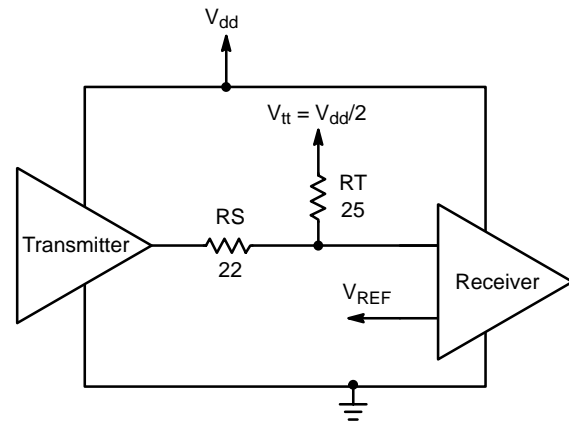 Vdd
Vtt = Vdd/2
RT
25
RS
22
Transmitter
VREF
Receiver